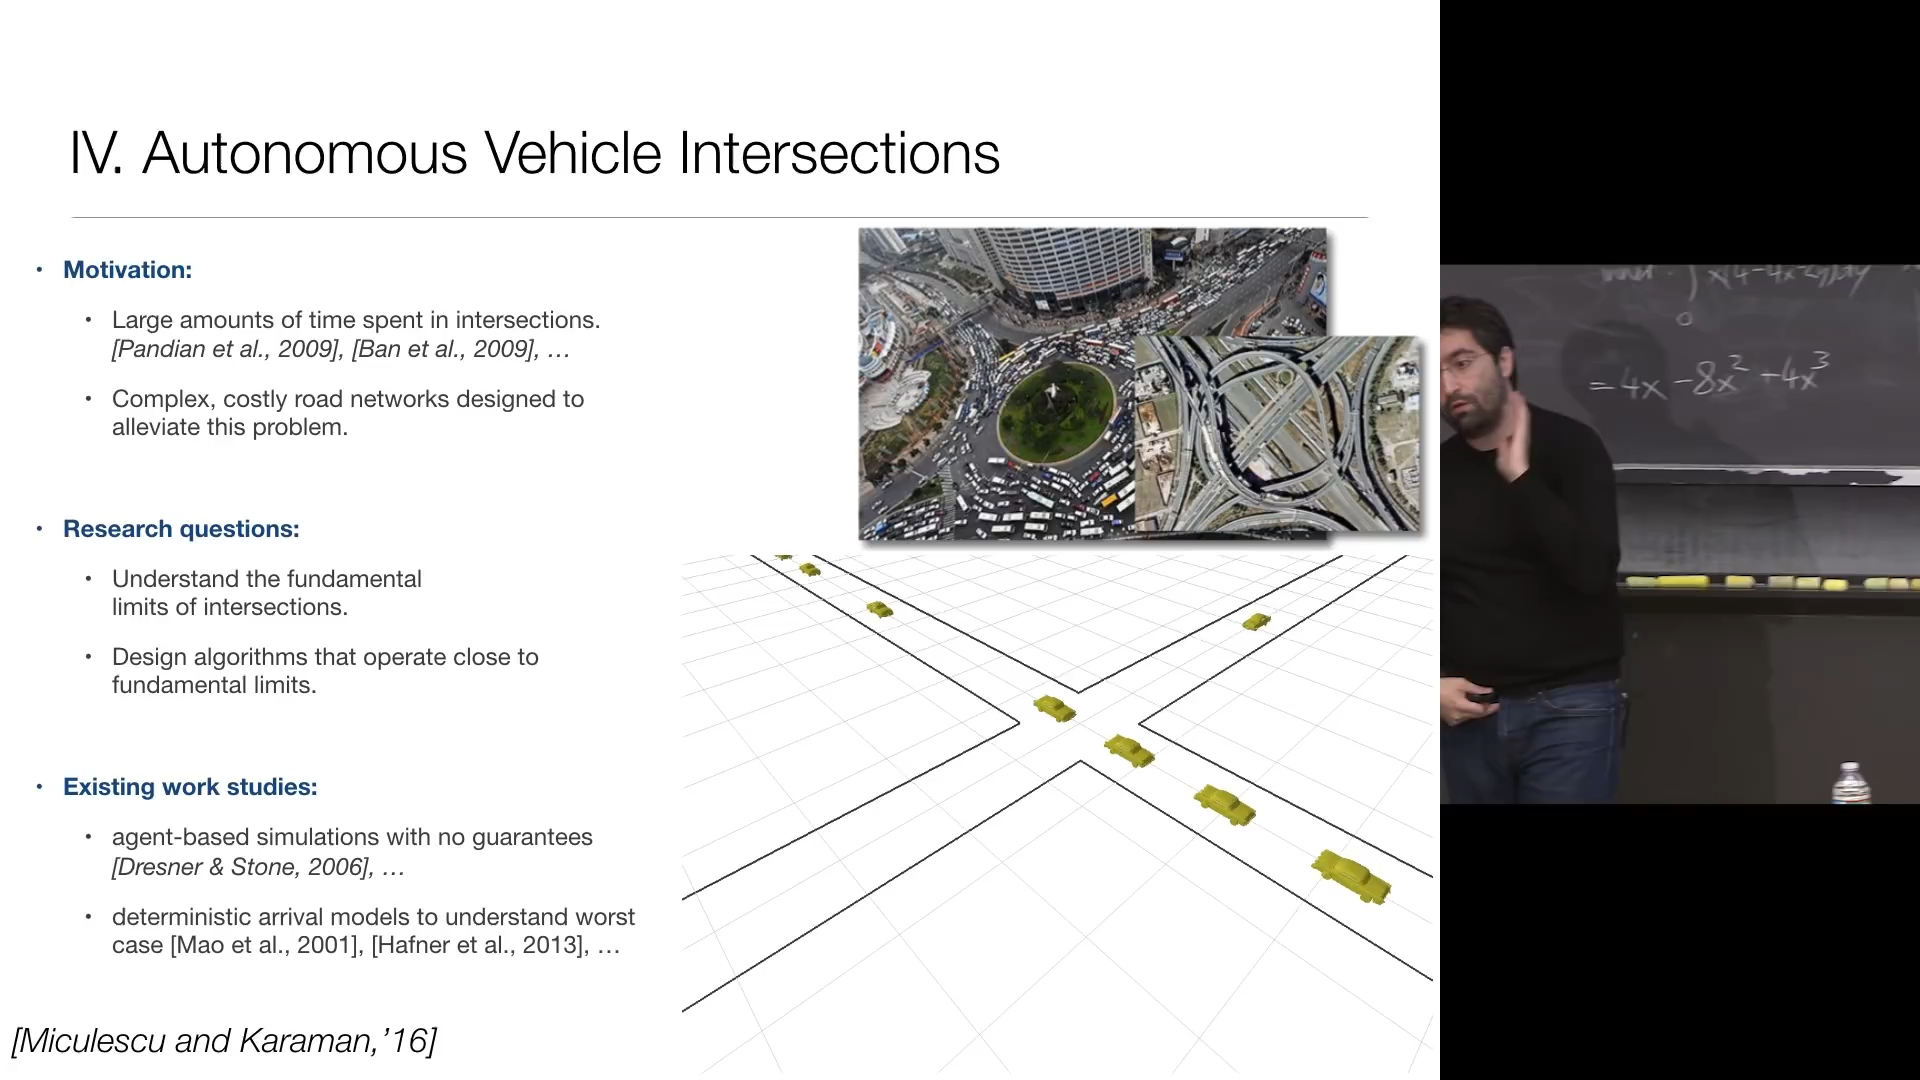 IV. Autonomous Vehicle Intersections
• Motivation:
• Large amounts of time spent in intersections.
[Pandian et al., 2009], [Ban et al., 2009], …
• Complex, costly road networks designed to
alleviate this problem.
• Research questions:
• Understand the fundamental
limits of intersections.
• Design algorithms that operate close to
fundamental limits.
• Existing work studies:
• agent-based simulations with no guarantees
[Dresner & Stone, 2006], …
• deterministic arrival models to understand worst
case [Mao et al., 2001], [Hafner et al., 2013], …
[Miculescu and Karaman,’16]
= 4x - 8x² + 4x³